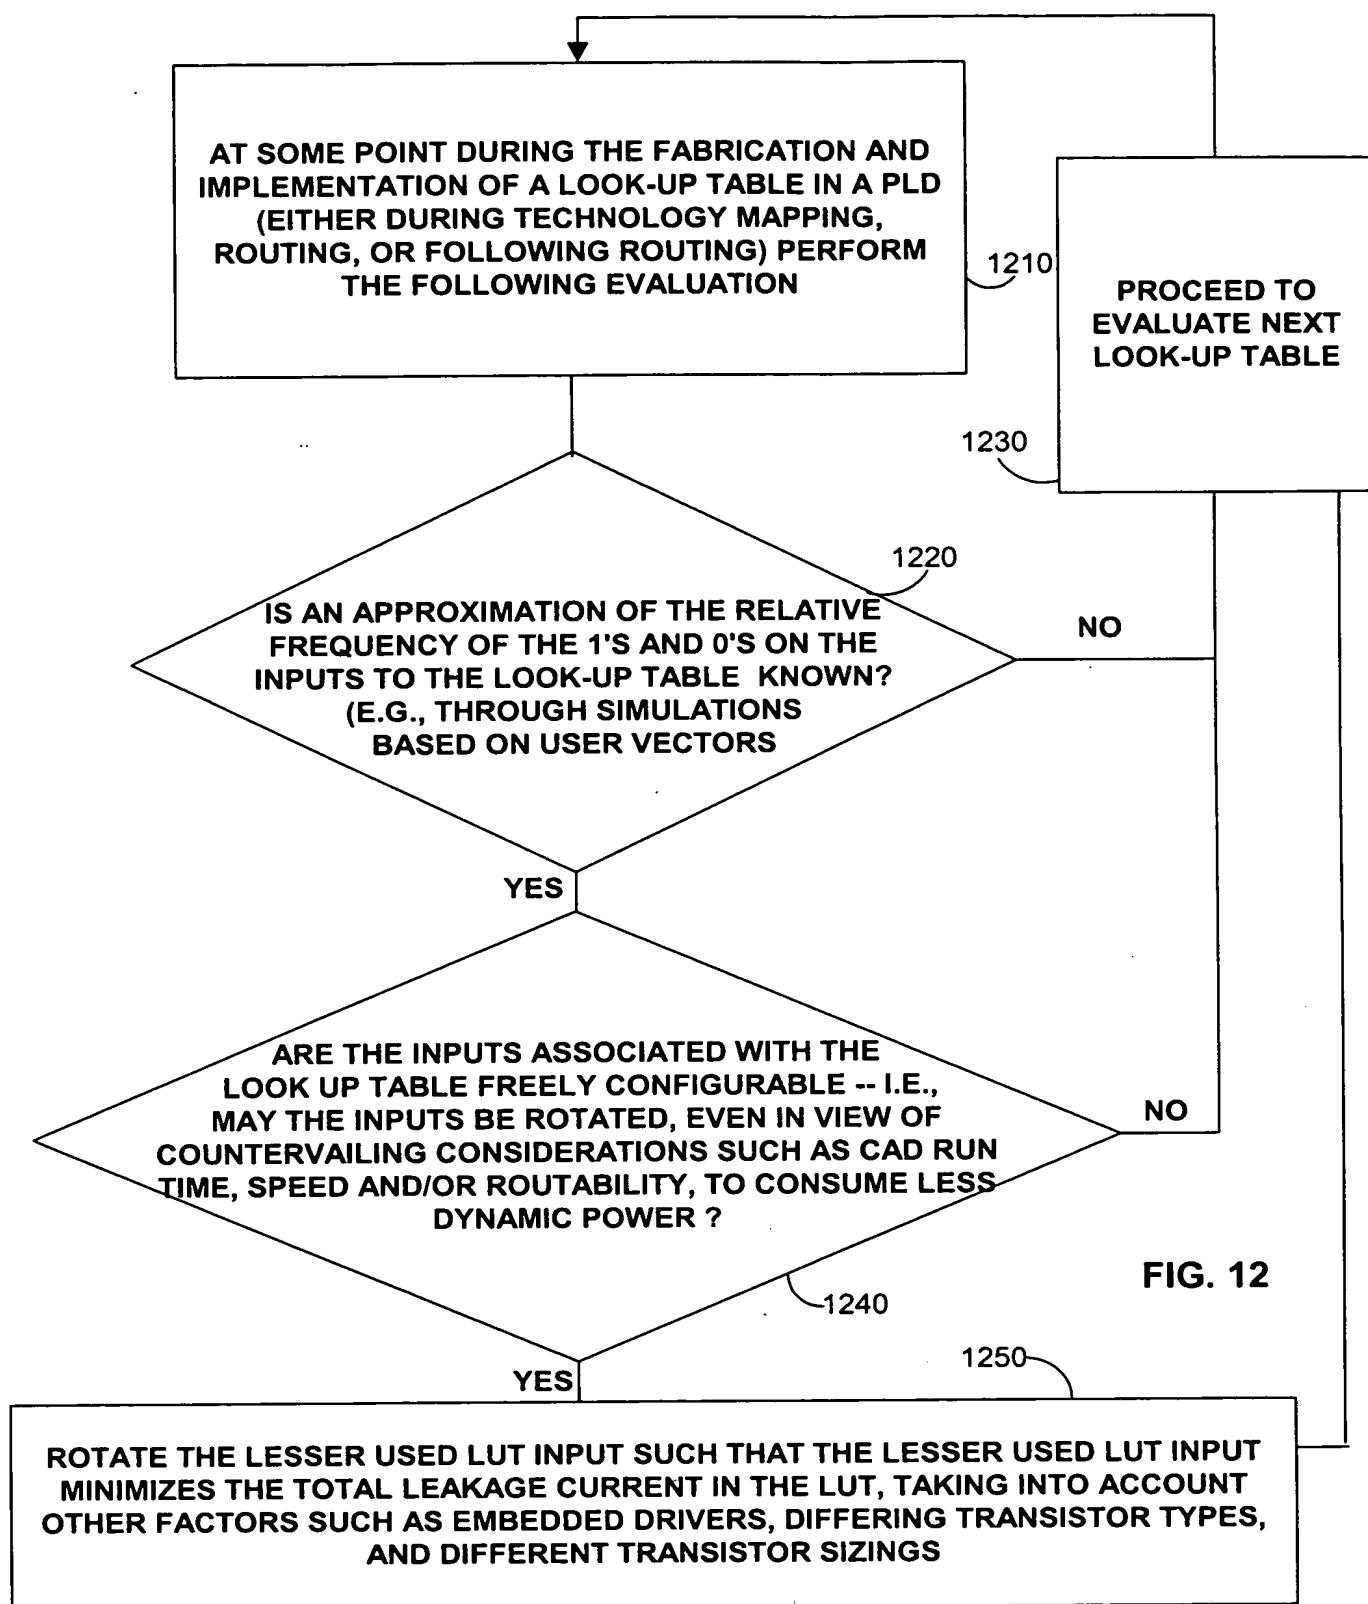 AT SOME POINT DURING THE FABRICATION AND
IMPLEMENTATION OF A LOOK-UP TABLE IN A PLD
(EITHER DURING TECHNOLOGY MAPPING,
ROUTING, OR FOLLOWING ROUTING) PERFORM
THE FOLLOWING EVALUATION
1210
PROCEED TO
EVALUATE NEXT
LOOK-UP TABLE
1230
1220
IS AN APPROXIMATION OF THE RELATIVE
FREQUENCY OF THE 1'S AND 0'S ON THE
INPUTS TO THE LOOK-UP TABLE KNOWN?
(E.G., THROUGH SIMULATIONS
BASED ON USER VECTORS
NO
YES
ARE THE INPUTS ASSOCIATED WITH THE
LOOK UP TABLE FREELY CONFIGURABLE -- I.E.,
MAY THE INPUTS BE ROTATED, EVEN IN VIEW OF
COUNTERVAILING CONSIDERATIONS SUCH AS CAD RUN
TIME, SPEED AND/OR ROUTABILITY, TO CONSUME LESS
DYNAMIC POWER ?
NO
1240
FIG. 12
YES
1250
ROTATE THE LESSER USED LUT INPUT SUCH THAT THE LESSER USED LUT INPUT
MINIMIZES THE TOTAL LEAKAGE CURRENT IN THE LUT, TAKING INTO ACCOUNT
OTHER FACTORS SUCH AS EMBEDDED DRIVERS, DIFFERING TRANSISTOR TYPES,
AND DIFFERENT TRANSISTOR SIZINGS